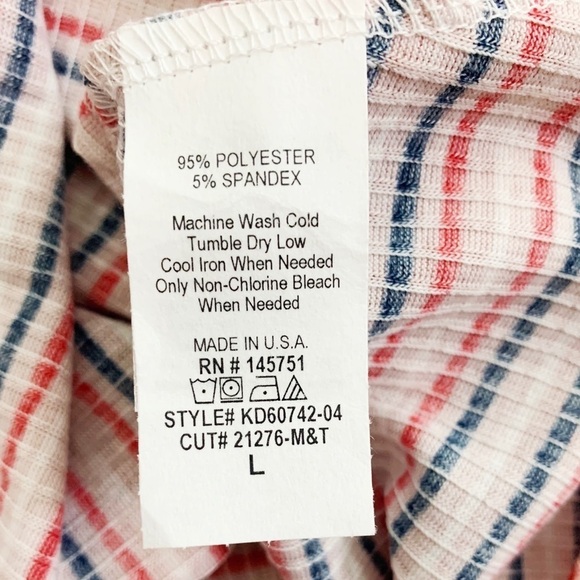 95% POLYESTER
5% SPANDEX
Machine Wash Cold
Tumble Dry Low
Cool Iron When Needed
Only Non-Chlorine Bleach
When Needed
MADE IN U.S.A.
RN # 145751
STYLE# KD60742-04
CUT# 21276-M&T
L